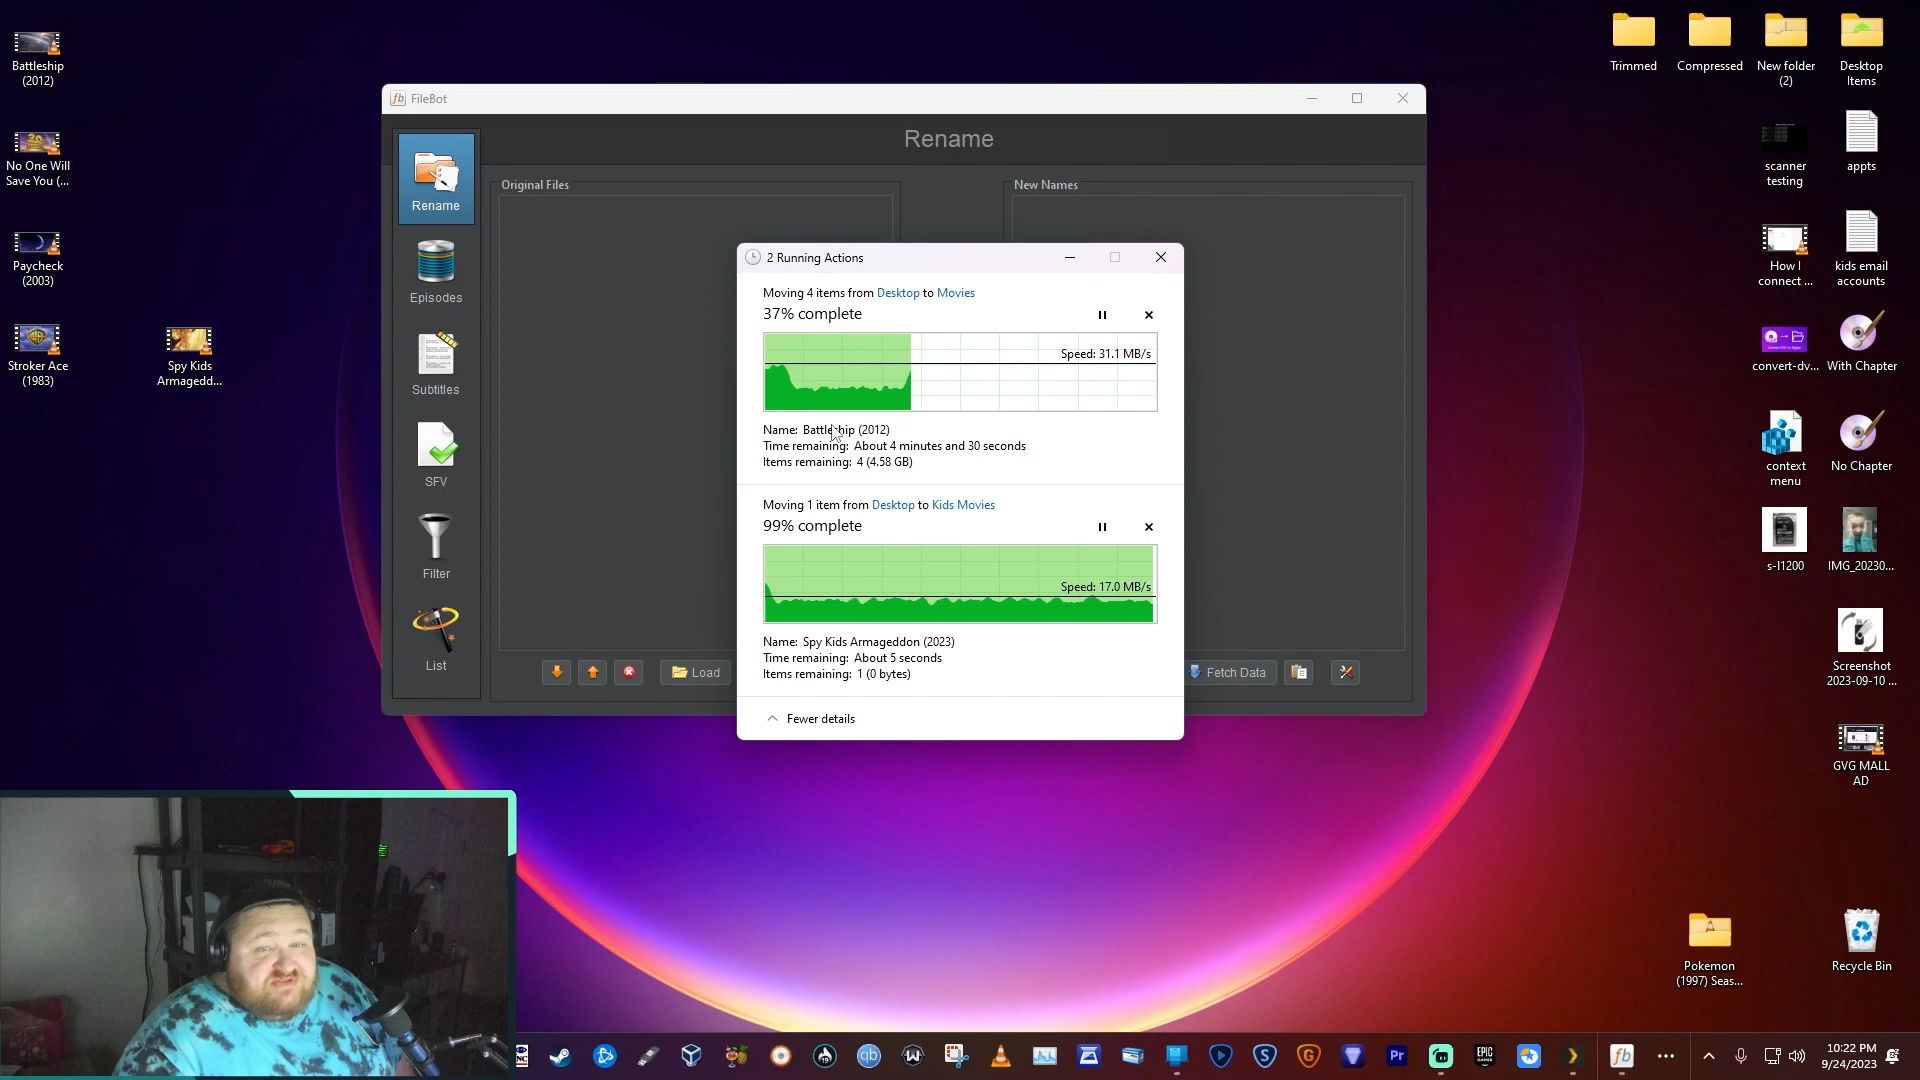 Battleship
(2012)
No One Will
Save You (...
Paycheck
(2003)
Stroker Ace
(1983)
Spy Kids
Armagedd...
fb FileBot
Rename
Rename
Episodes
Subtitles
SFV
Filter
List
Original Files
New Names
Load
Fetch Data
2 Running Actions
Moving 4 items from Desktop to Movies
37% complete
Speed: 31.1 MB/s
Name: Battleship (2012)
Time remaining: About 4 minutes and 30 seconds
Items remaining: 4 (4.58 GB)
Moving 1 item from Desktop to Kids Movies
99% complete
Speed: 17.0 MB/s
Name: Spy Kids Armageddon (2023)
Time remaining: About 5 seconds
Items remaining: 1 (0 bytes)
Fewer details
Trimmed
Compressed
New folder
(2)
Desktop
Items
scanner
testing
appts
How I
connect ...
kids email
accounts
convert-dv...
With Chapter
context
menu
No Chapter
s-l1200
IMG_20230...
Screenshot
2023-09-10 ...
GVG MALL
AD
Pokemon
(1997) Seas...
Recycle Bin
qb
Pr
EPIC
GAMES
fb
10:22 PM
9/24/2023